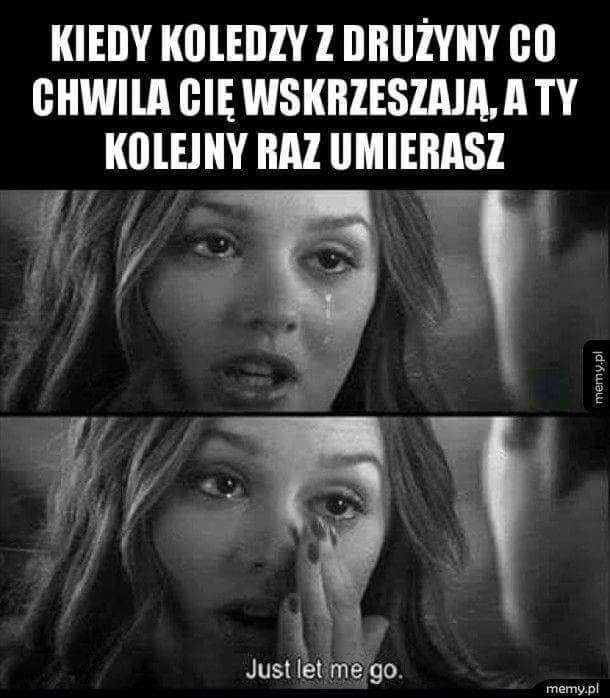 KIEDY KOLEDZY Z DRUŻYNY CO
CHWILA CIĘ WSKRZESZAJĄ, A TY
KOLEJNY RAZ UMIERASZ
memy.pl
Just let me go.
memy.pl